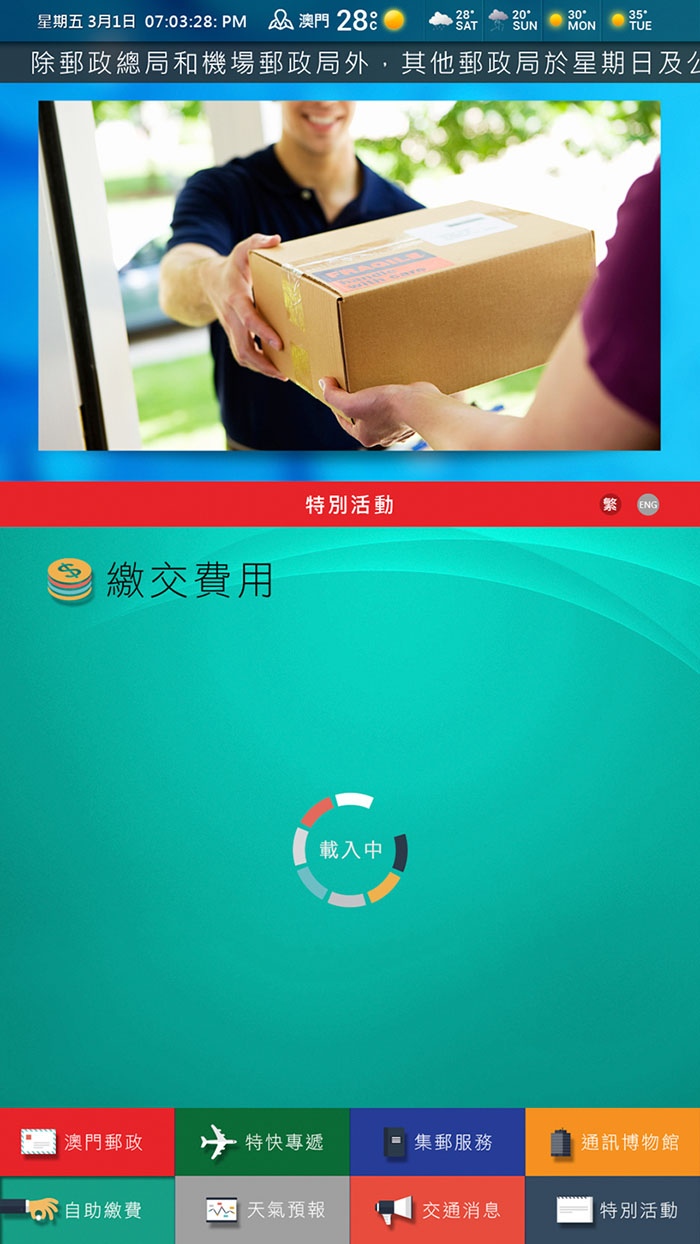 星期五 3月1日 07:03:28: PM 澳門 28°C 28° SAT 20° SUN 30° MON 35° TUE
除郵政總局和機場郵政局外，其他郵政局於星期日及公
FRAGILE
handle
with care
特別活動 繁 ENG
繳交費用
載入中
澳門郵政 特快專遞 集郵服務 通訊博物館
自助繳費 天氣預報 交通消息 特別活動